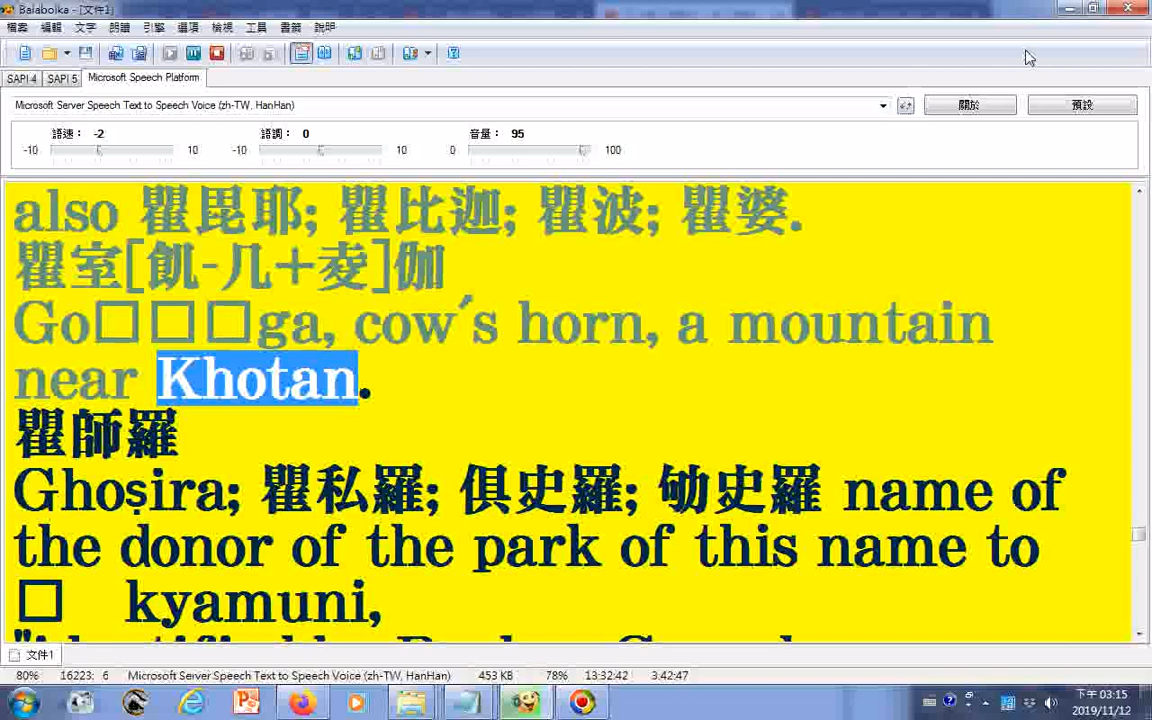 Balabolka - [文件1]
檔案 編輯 文字 朗讀 引擎 選項 檢視 工具 書籤 說明
SAPI 4 SAPI 5 Microsoft Speech Platform
Microsoft Server Speech Text to Speech Voice (zh-TW, HanHan) 關於 預設
語速： -2 語調： 0 音量： 95
-10 10 -10 10 0 100
also 瞿毘耶; 瞿比迦; 瞿波; 瞿婆.
瞿室[飢-几+夌]伽
Go□□□ga, cow´s horn, a mountain
near Khotan.
瞿師羅
Ghoṣira; 瞿私羅; 俱史羅; 劬史羅 name of
the donor of the park of this name to
□ kyamuni,
文件1
80% 16223: 6 Microsoft Server Speech Text to Speech Voice (zh-TW, HanHan) 453 KB 78% 13:32:42 3:42:47
下午 03:15
2019/11/12